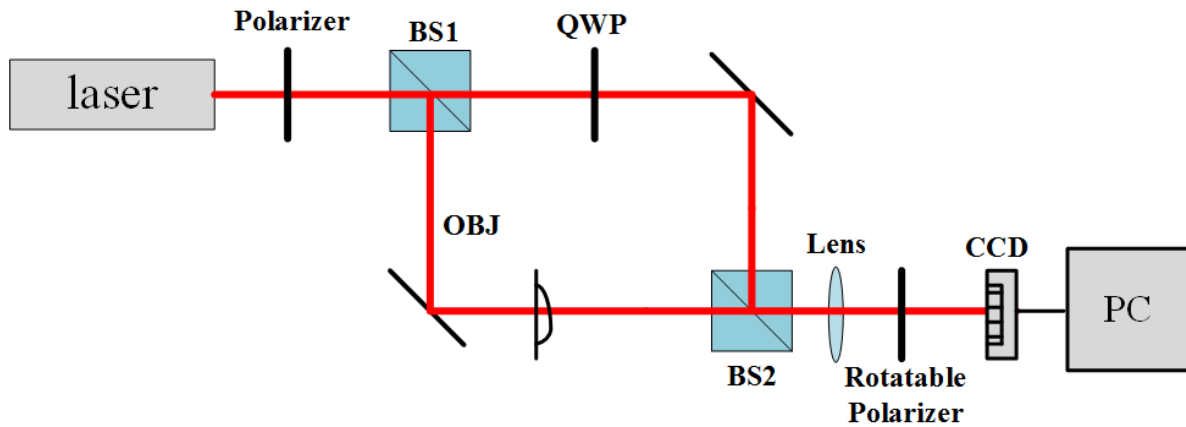 Polarizer
BS1
QWP
laser
OBJ
Lens
CCD
PC
BS2
Rotatable
Polarizer